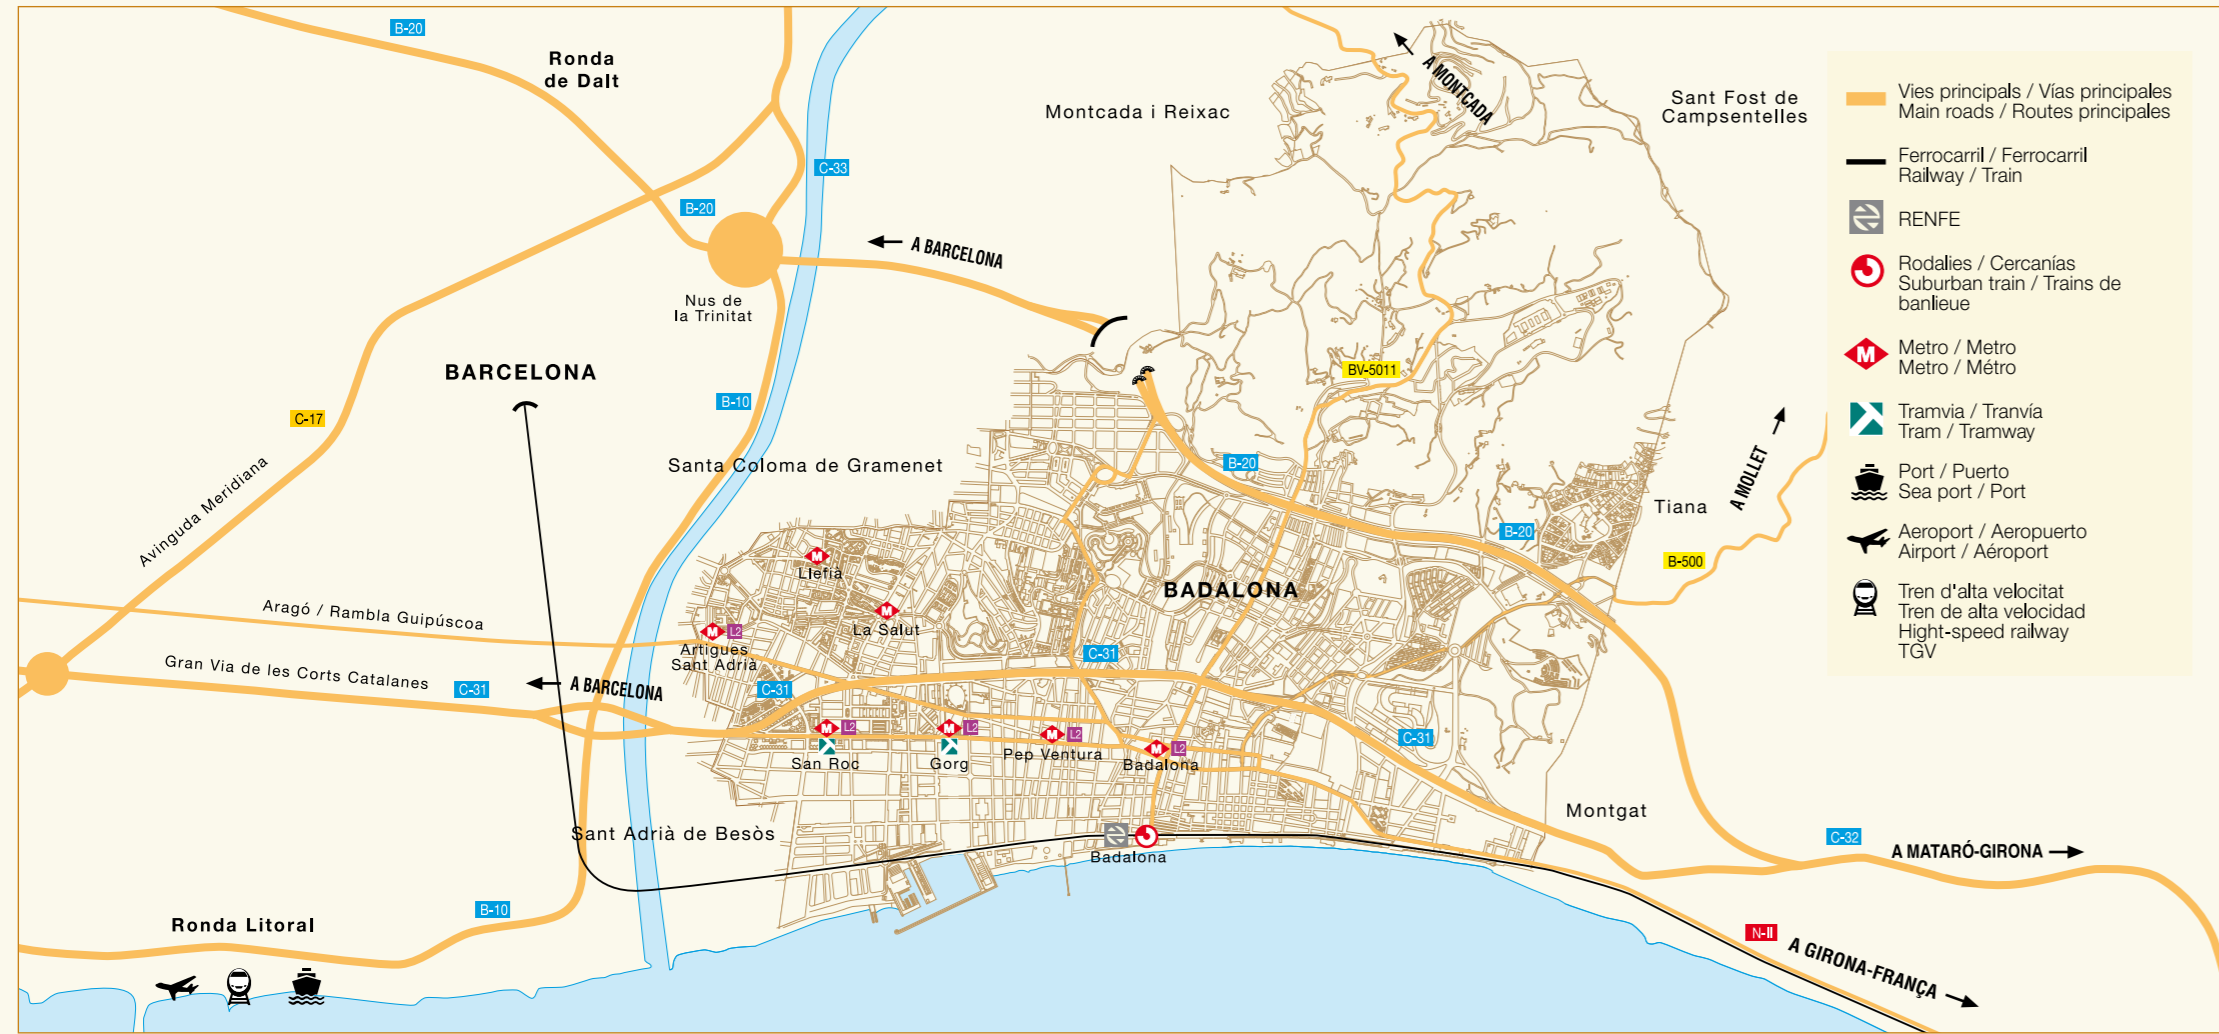 B-20
Ronda
de Dalt
C-33
B-20
Nus de
la Trinitat
A BARCELONA
Montcada i Reixac
A MONTCADA
Sant Fost de
Campsentelles
BARCELONA
C-17
B-10
Avinguda Meridiana
Santa Coloma de Gramenet
BV-5011
B-20
B-20
Tiana
A MOLLET
B-500
Llefià
La Salut
BADALONA
Aragó / Rambla Guipúscoa
M L2
Artigues
Sant Adrià
Gran Via de les Corts Catalanes
C-31
A BARCELONA
C-31
C-31
C-31
M L2
San Roc
M L2
Gorg
M L2
Pep Ventura
M L2
Badalona
Sant Adrià de Besòs
Badalona
Montgat
C-32
A MATARÓ-GIRONA
N-II
A GIRONA-FRANÇA
B-10
Ronda Litoral
Vies principals / Vías principales
Main roads / Routes principales
Ferrocarril / Ferrocarril
Railway / Train
RENFE
Rodalies / Cercanías
Suburban train / Trains de
banlieue
M
Metro / Metro
Metro / Métro
Tramvia / Tranvía
Tram / Tramway
Port / Puerto
Sea port / Port
Aeroport / Aeropuerto
Airport / Aéroport
Tren d'alta velocitat
Tren de alta velocidad
Hight-speed railway
TGV